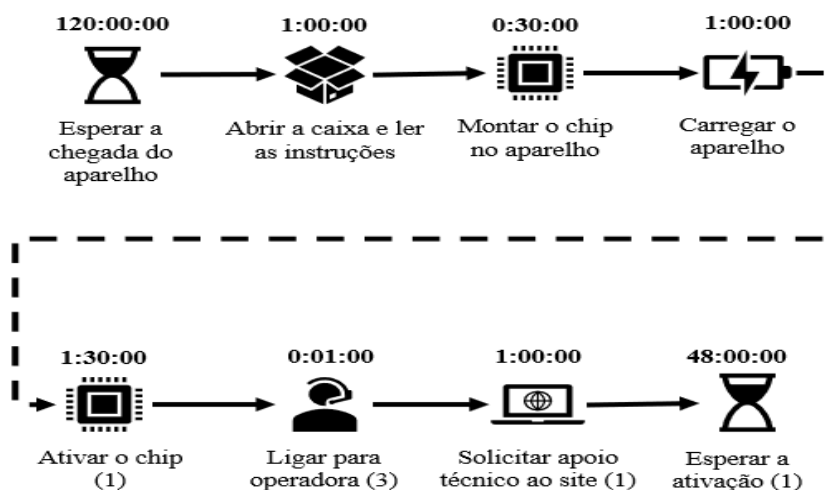 120:00:00 1:00:00 0:30:00 1:00:00
Esperar a
chegada do
aparelho
Abrir a caixa e ler
as instruções
Montar o chip
no aparelho
Carregar o
aparelho
1:30:00 0:01:00 1:00:00 48:00:00
Ativar o chip
(1)
Ligar para
operadora (3)
Solicitar apoio
técnico ao site (1)
Esperar a
ativação (1)